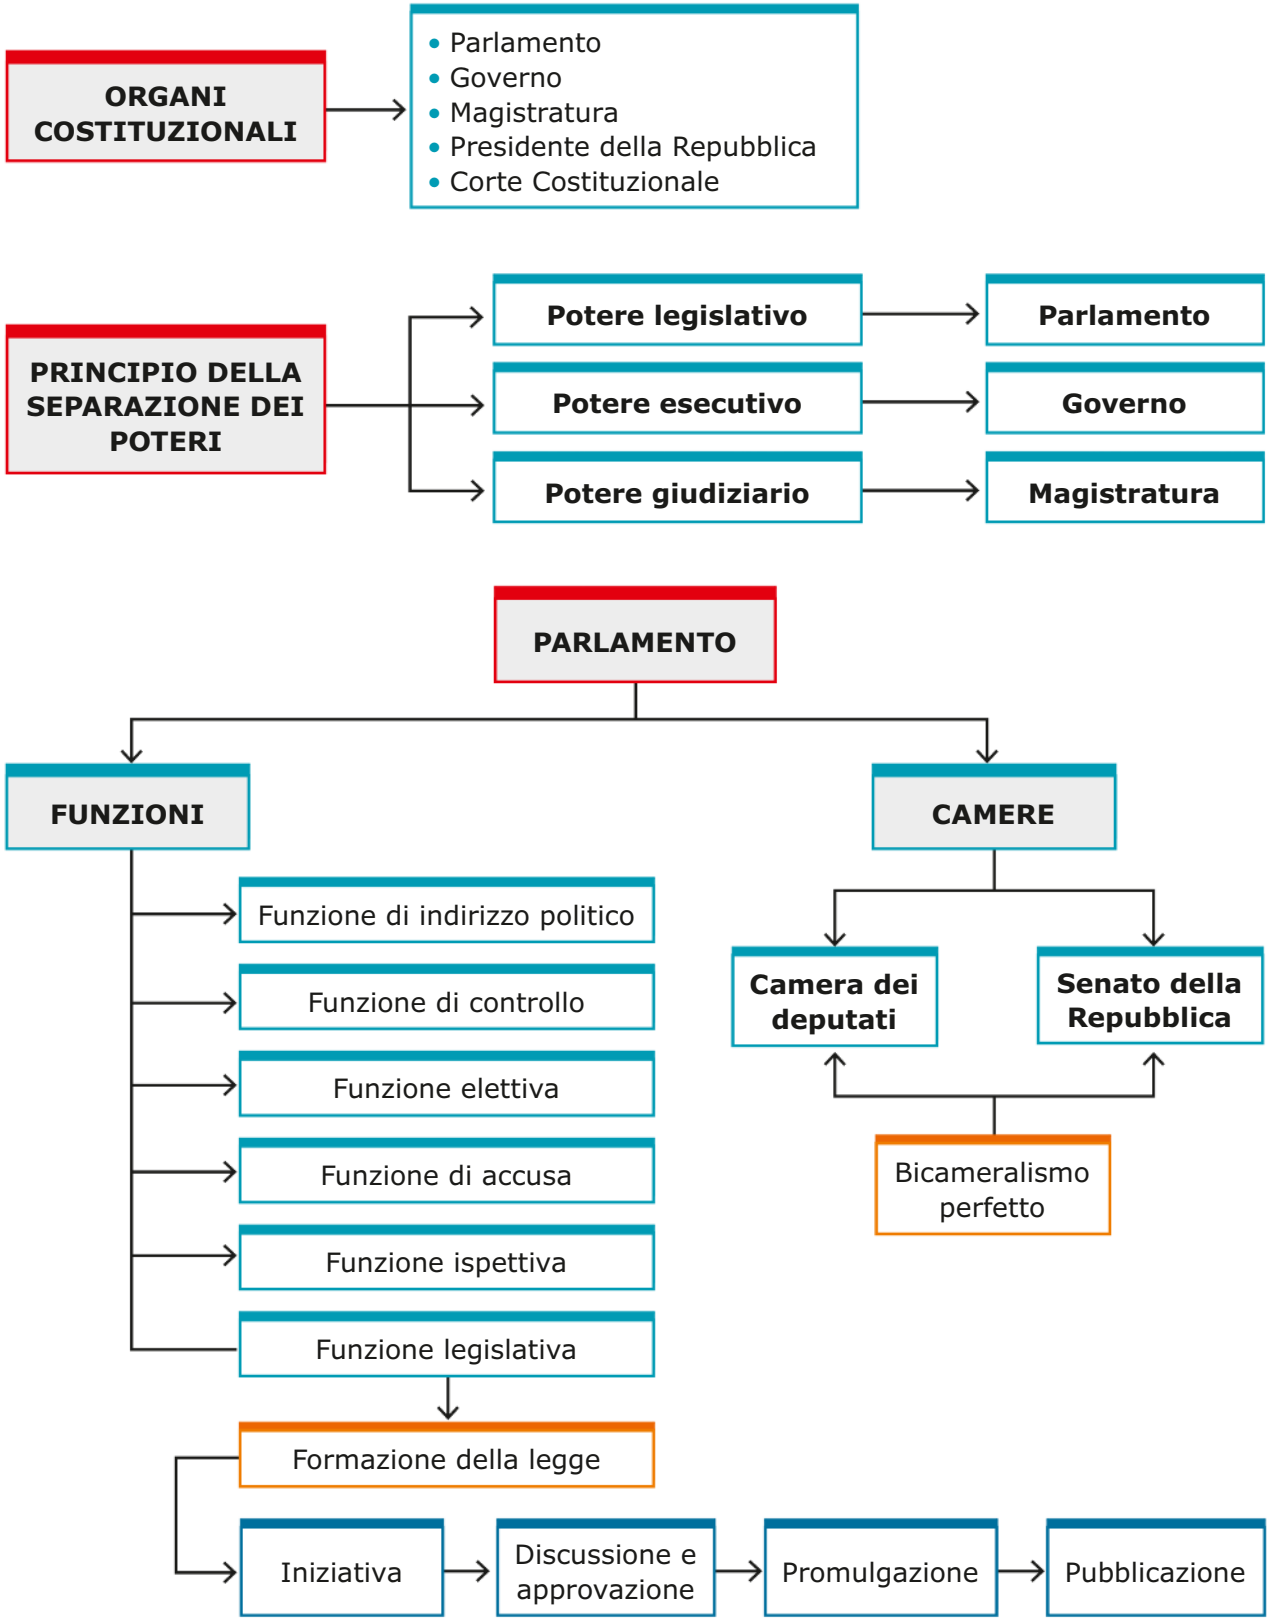 ORGANI
COSTITUZIONALI
• Parlamento
• Governo
• Magistratura
• Presidente della Repubblica
• Corte Costituzionale
PRINCIPIO DELLA
SEPARAZIONE DEI
POTERI
Potere legislativo
Parlamento
Potere esecutivo
Governo
Potere giudiziario
Magistratura
PARLAMENTO
FUNZIONI
Funzione di indirizzo politico
Funzione di controllo
Funzione elettiva
Funzione di accusa
Funzione ispettiva
Funzione legislativa
Formazione della legge
Iniziativa
Discussione e
approvazione
Promulgazione
Pubblicazione
CAMERE
Camera dei
deputati
Senato della
Repubblica
Bicameralismo
perfetto